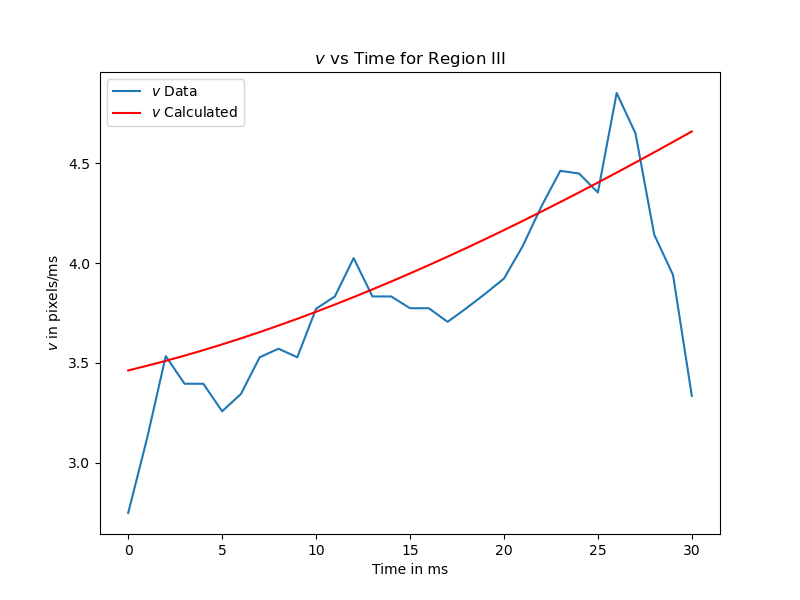 v vs Time for Region III
v Data
v Calculated
4.5
4.0
3.5
3.0
v in pixels/ms
0 5 10 15 20 25 30
Time in ms